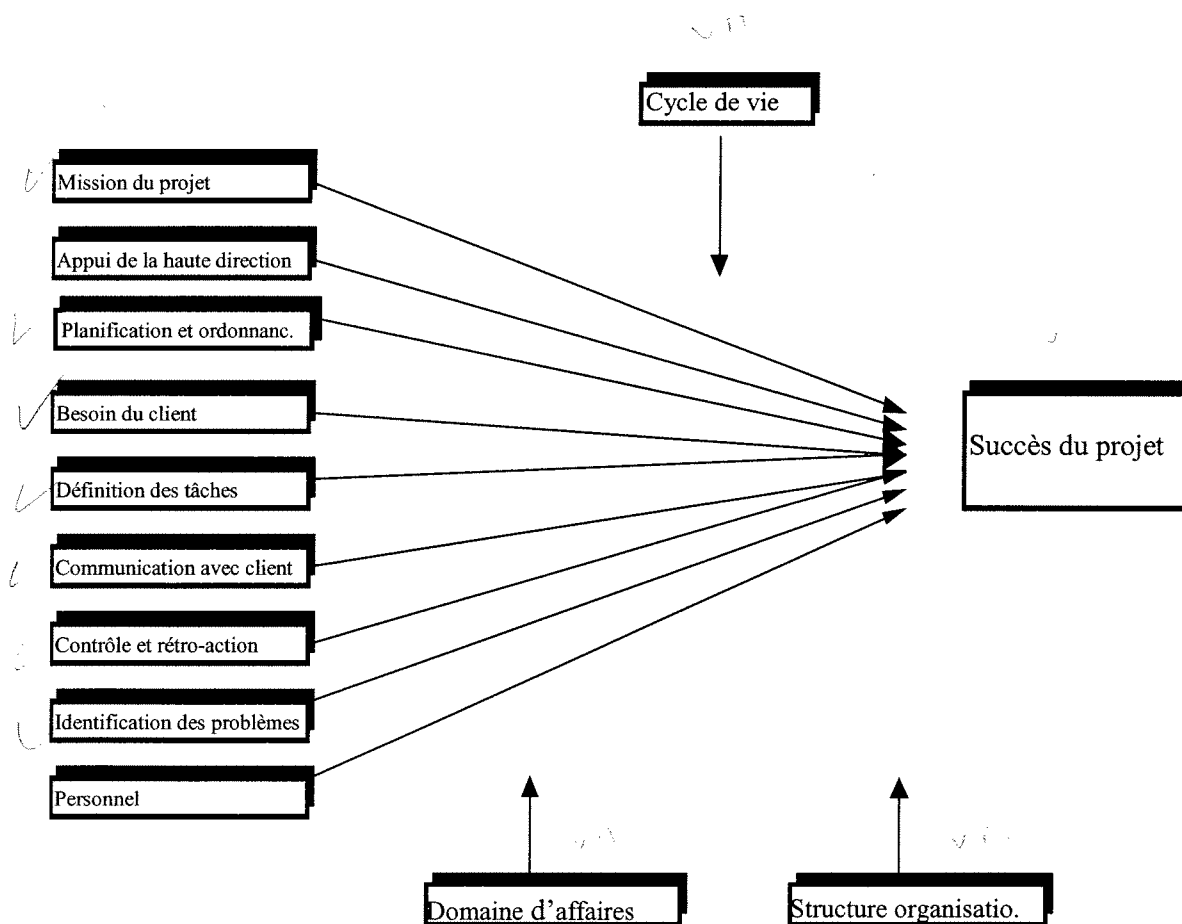 Cycle de vie
Mission du projet
Appui de la haute direction
Planification et ordonnanc.
Besoin du client
Succès du projet
Définition des tâches
Communication avec client
Contrôle et rétro-action
Identification des problèmes
Personnel
Domaine d'affaires
Structure organisatio.